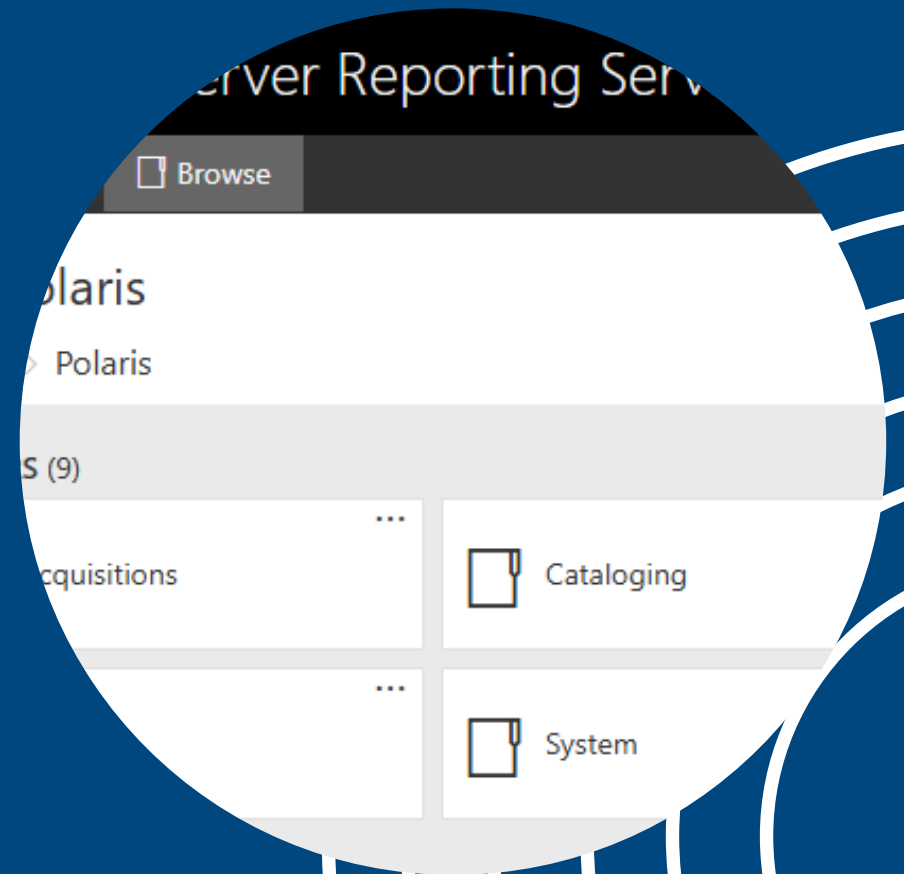 erver Reporting Serv
Browse
olaris
Polaris
s (9)
cquisitions
Cataloging
System